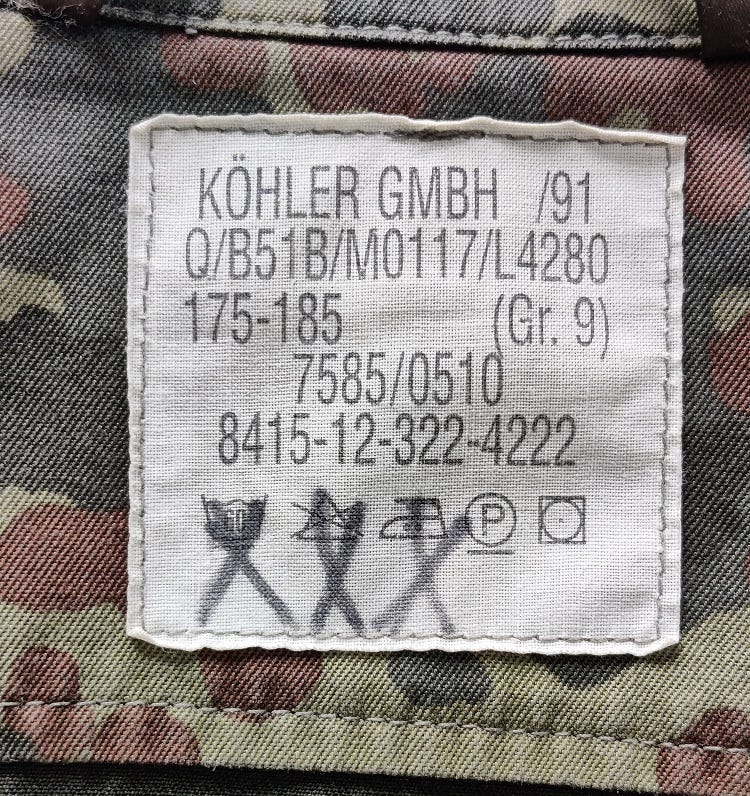 KÖHLER GMBH /91
Q/B51B/M0117/L4280
175-185 (Gr. 9)
7585/0510
8415-12-322-4222
P